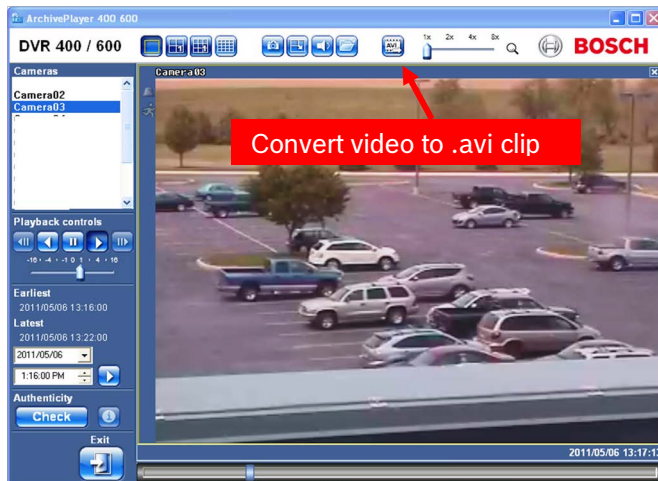 ArchivePlayer 400 600
DVR 400 / 600
AVI
1x 2x 4x 8x
BOSCH
Cameras
Camera02
Camera03
Camera03
Convert video to .avi clip
Playback controls
-16 · -4 · -1 0 1 · 4 · 16
Earliest
2011/05/06 13:16:00
Latest
2011/05/06 13:22:00
2011/05/06
1:16:00 PM
Authenticity
Check
Exit
2011/05/06 13:17:13